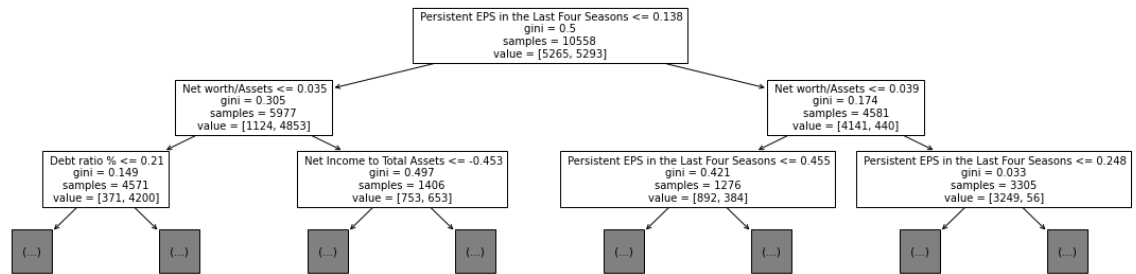 Persistent EPS in the Last Four Seasons <= 0.138
gini = 0.5
samples = 10558
value = [5265, 5293]
Net worth/Assets <= 0.035
gini = 0.305
samples = 5977
value = [1124, 4853]
Net worth/Assets <= 0.039
gini = 0.174
samples = 4581
value = [4141, 440]
Debt ratio % <= 0.21
gini = 0.149
samples = 4571
value = [371, 4200]
Net Income to Total Assets <= -0.453
gini = 0.497
samples = 1406
value = [753, 653]
Persistent EPS in the Last Four Seasons <= 0.455
gini = 0.421
samples = 1276
value = [892, 384]
Persistent EPS in the Last Four Seasons <= 0.248
gini = 0.033
samples = 3305
value = [3249, 56]
(...)
(...)
(...)
(...)
(...)
(...)
(...)
(...)